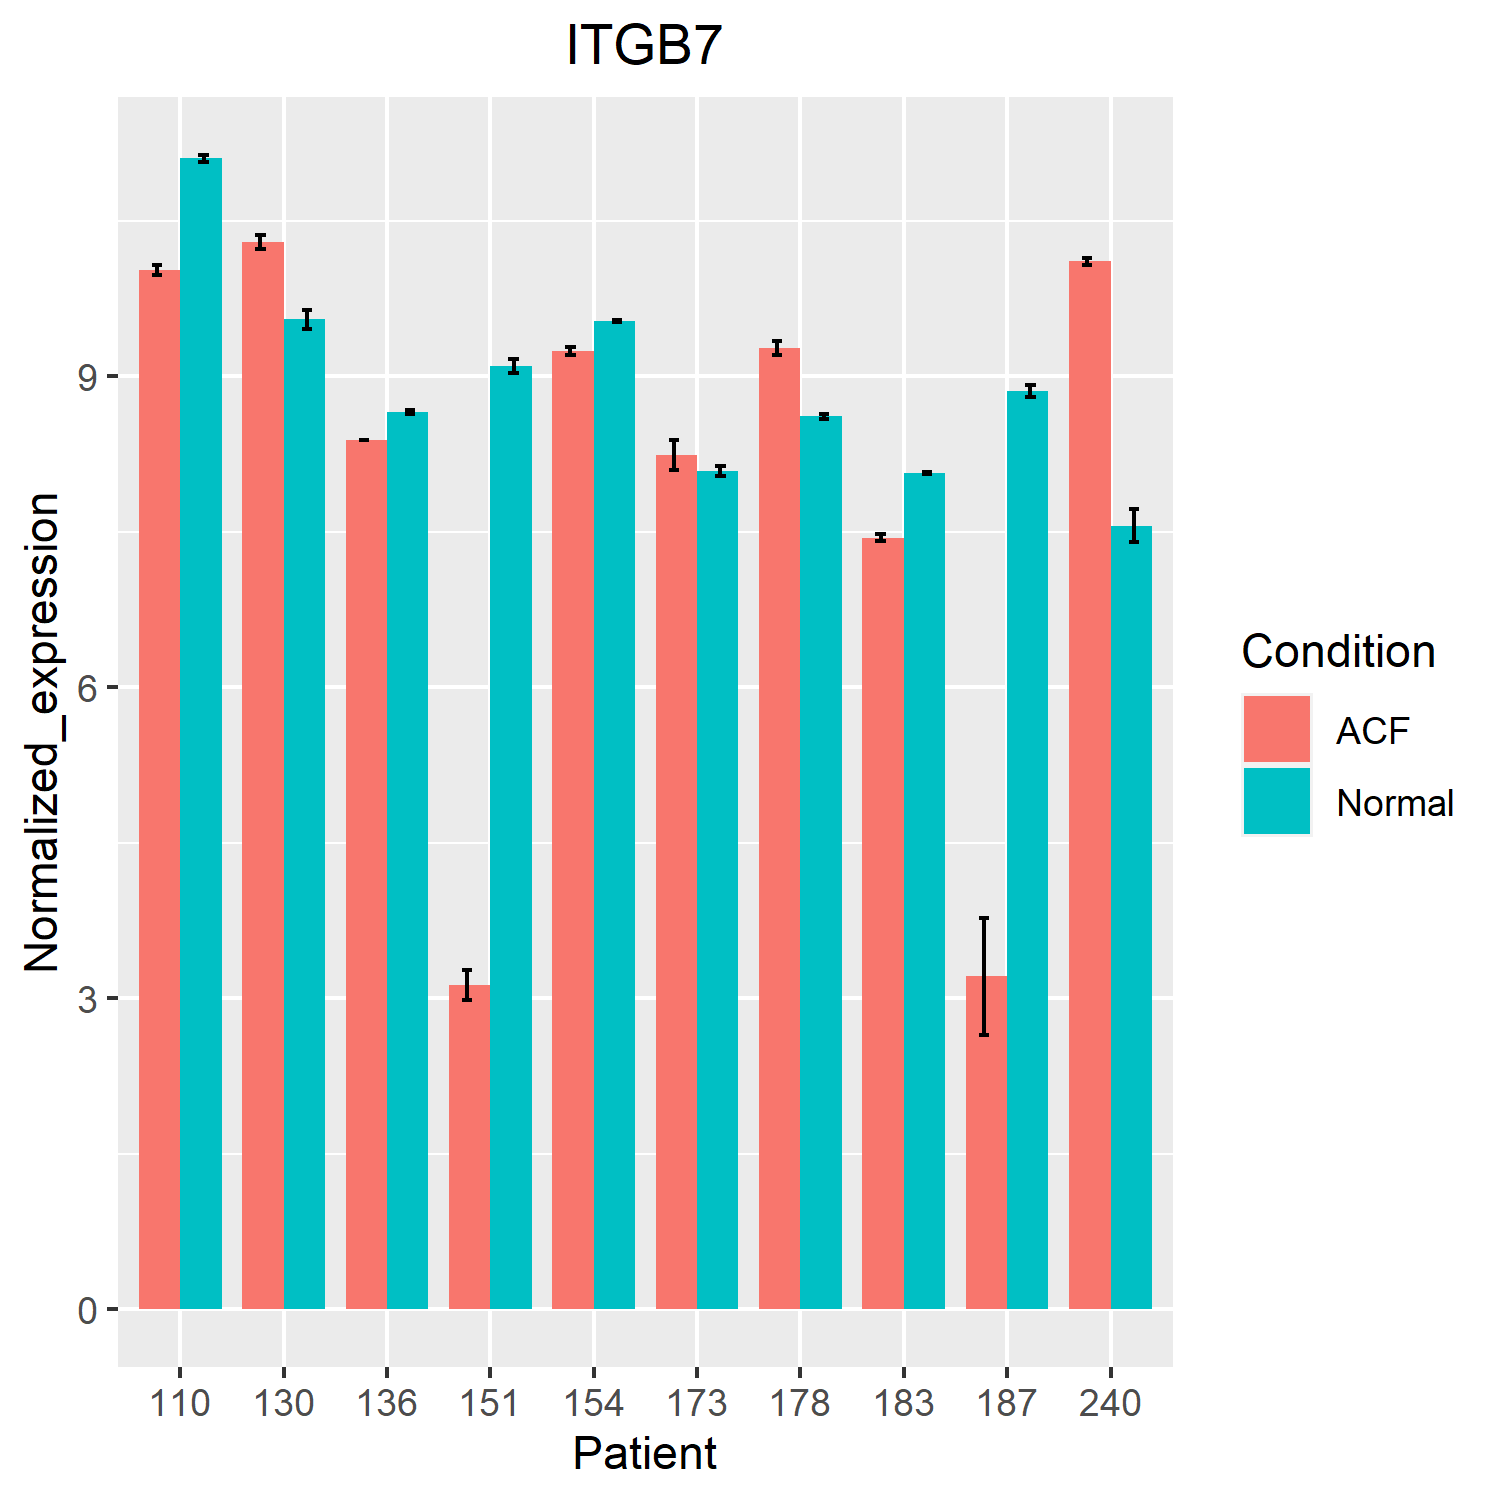 ITGB7
Normalized_expression
9
6
3
0
110 130 136 151 154 173 178 183 187 240
Patient
Condition
ACF
Normal